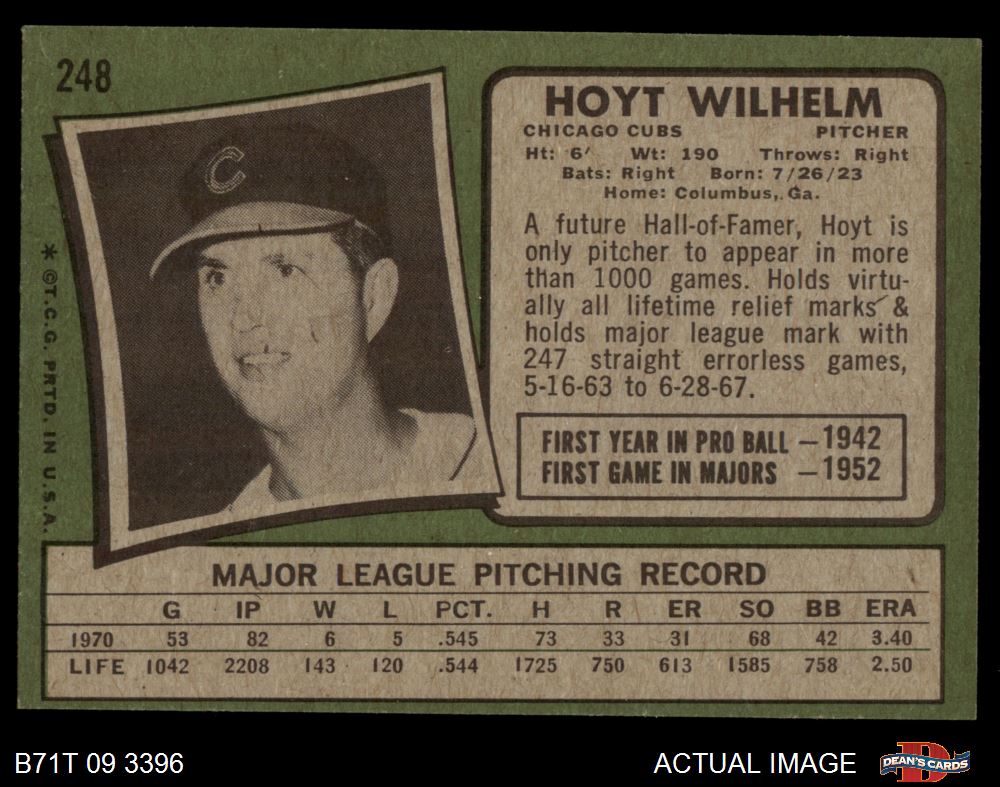 248
C
* ©T.C.G. PRTD. IN U.S.A.
HOYT WILHELM
CHICAGO CUBS PITCHER
Ht: 6' Wt: 190 Throws: Right
Bats: Right Born: 7/26/23
Home: Columbus, Ga.
A future Hall-of-Famer, Hoyt is
only pitcher to appear in more
than 1000 games. Holds virtu-
ally all lifetime relief marks &
holds major league mark with
247 straight errorless games,
5-16-63 to 6-28-67.
FIRST YEAR IN PRO BALL — 1942
FIRST GAME IN MAJORS — 1952
MAJOR LEAGUE PITCHING RECORD
G IP W L PCT. H R ER SO BB ERA
1970 53 82 6 5 .545 73 33 31 68 42 3.40
LIFE 1042 2208 143 120 .544 1725 750 613 1585 758 2.50
B71T 09 3396 ACTUAL IMAGE D DEAN'S CARDS